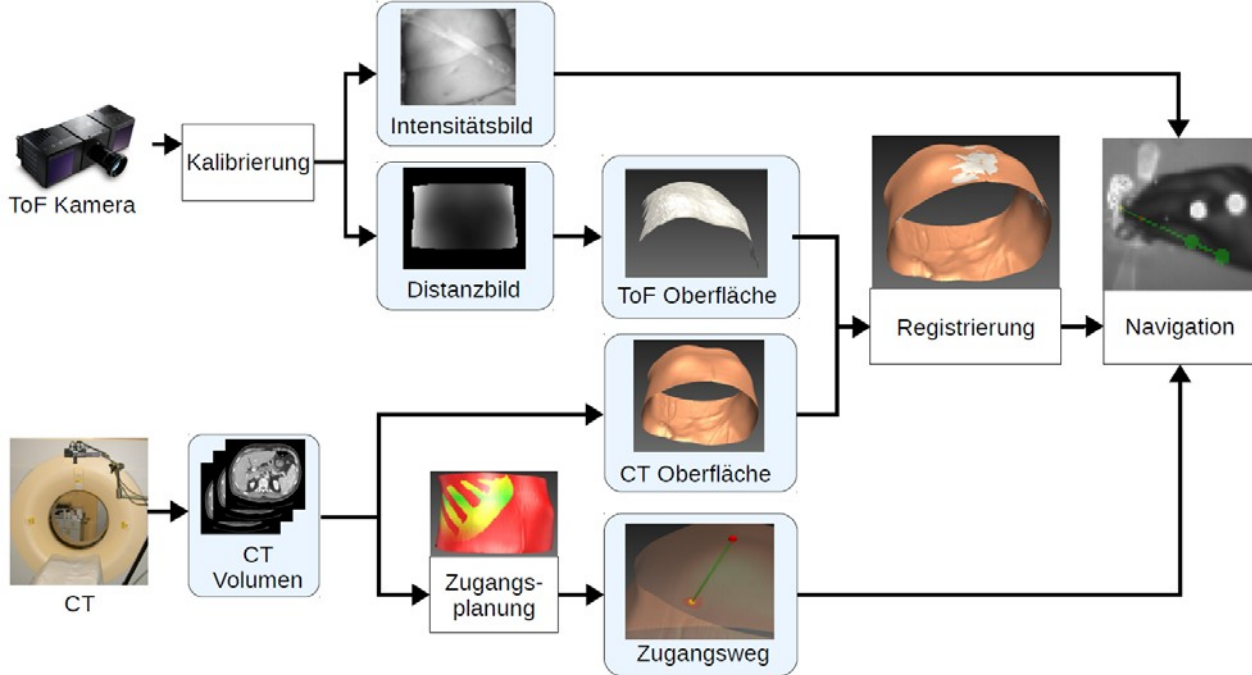 Intensitätsbild
Kalibrierung
ToF Kamera
Distanzbild
ToF Oberfläche
Registrierung
Navigation
CT Oberfläche
CT
Volumen
CT
Zugangs-
planung
Zugangsweg